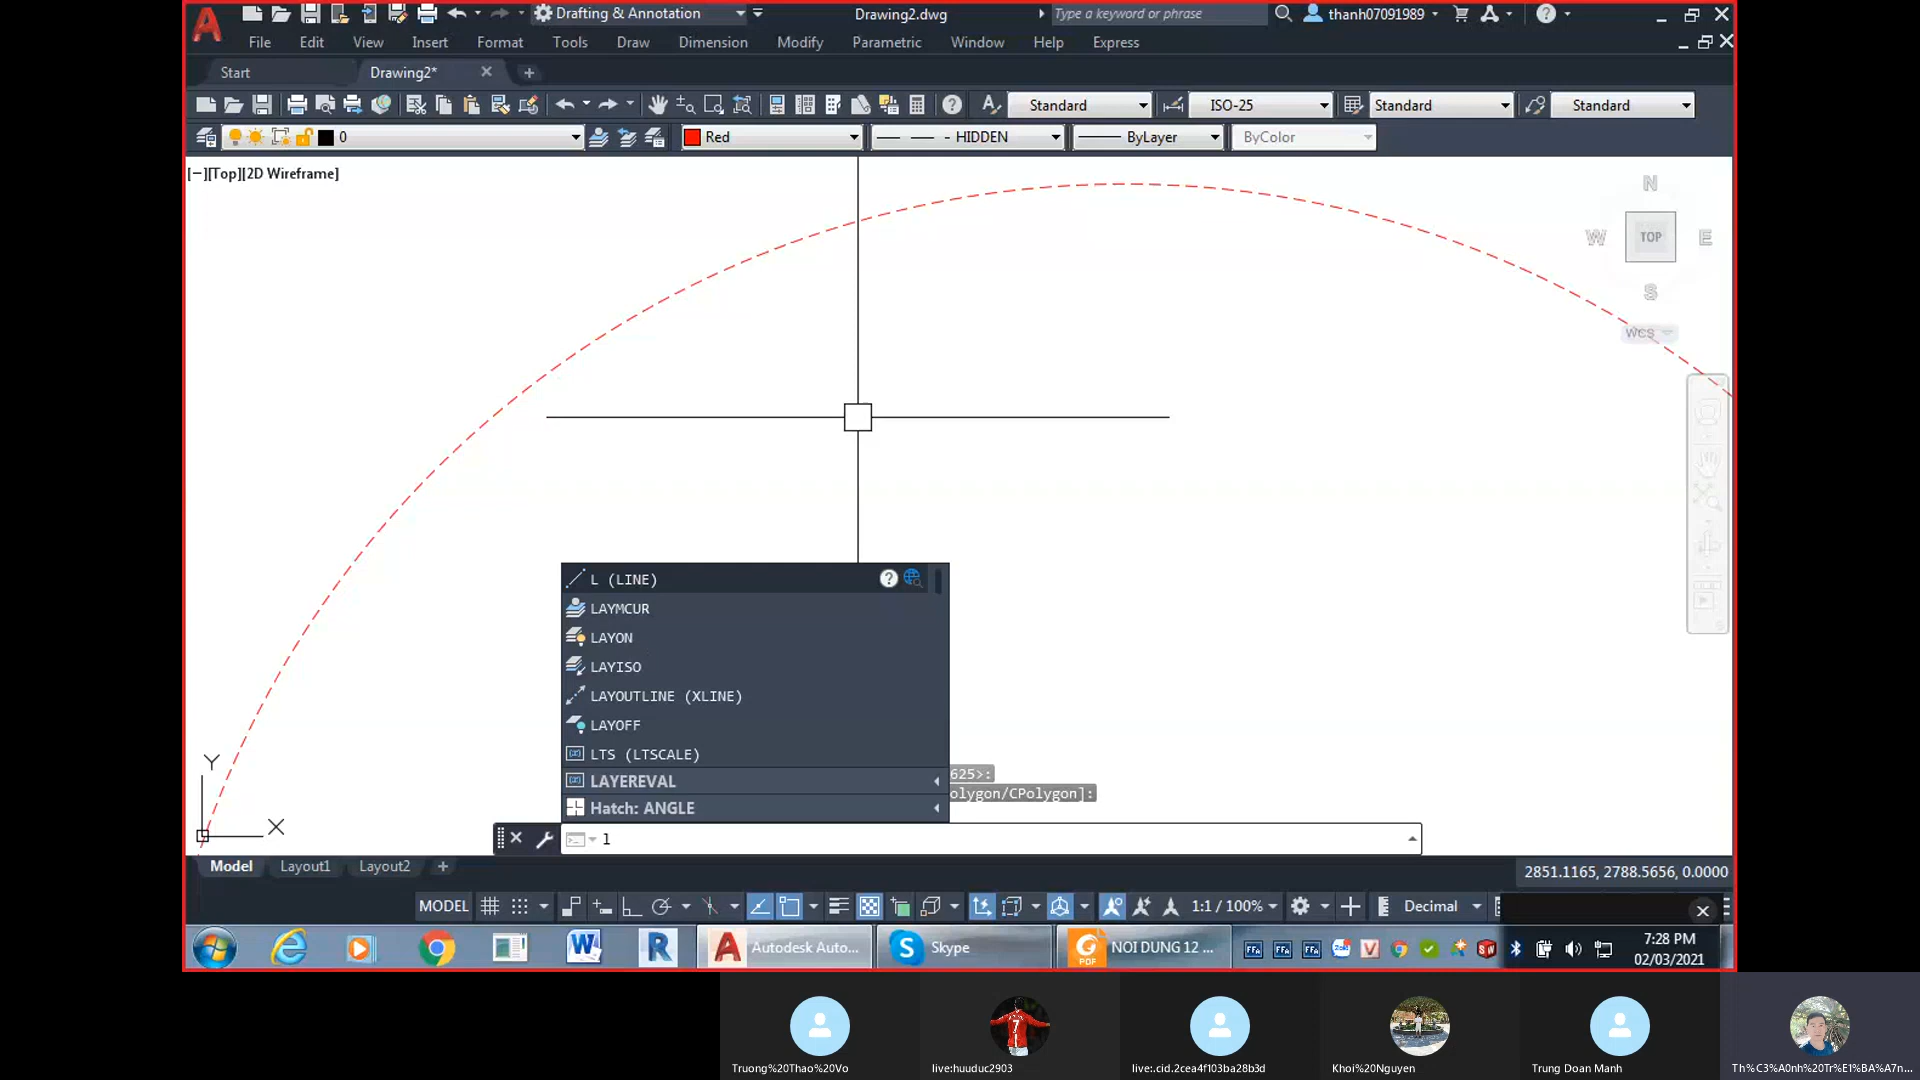 Drafting & Annotation
Drawing2.dwg
Type a keyword or phrase
thanh07091989
File Edit View Insert Format Tools Draw Dimension Modify Parametric Window Help Express
Start
Drawing2*
Standard
ISO-25
Standard
Standard
0
Red
HIDDEN
ByLayer
ByColor
[−][Top][2D Wireframe]
N
W
TOP
E
S
WCS
L (LINE)
LAYMCUR
LAYON
LAYISO
LAYOUTLINE (XLINE)
LAYOFF
LTS (LTSCALE)
LAYEREVAL
Hatch: ANGLE
625>:
olygon/CPolygon]:
Y
X
l
Model
Layout1
Layout2
2851.1165, 2788.5656, 0.0000
MODEL
1:1 / 100%
Decimal
Autodesk Auto...
Skype
PDF
NOI DUNG 12 ...
7:28 PM
02/03/2021
Truong%20Thao%20Vo
live:huuduc2903
live:.cid.2cea4f103ba28b3d
Khoi%20Nguyen
Trung Doan Manh
Th%C3%A0nh%20Tr%E1%BA%A7n...